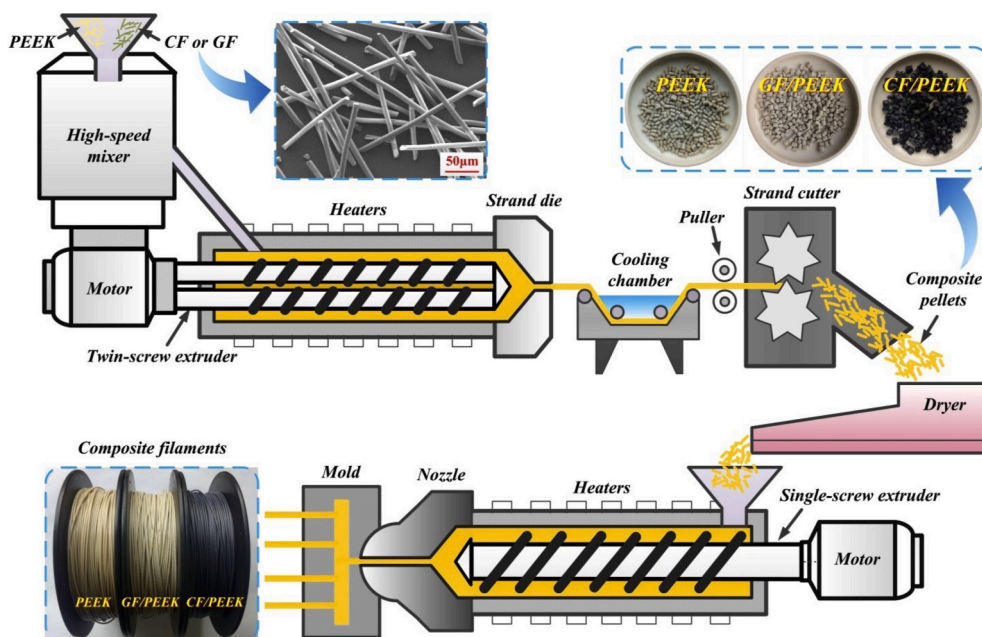 PEEK
CF or GF
High-speed
mixer
Motor
Twin-screw extruder
50μm
Heaters
Strand die
Cooling
chamber
Puller
Strand cutter
PEEK
GF/PEEK
CF/PEEK
Composite
pellets
Dryer
Composite filaments
PEEK
GF/PEEK
CF/PEEK
Mold
Nozzle
Heaters
Single-screw extruder
Motor